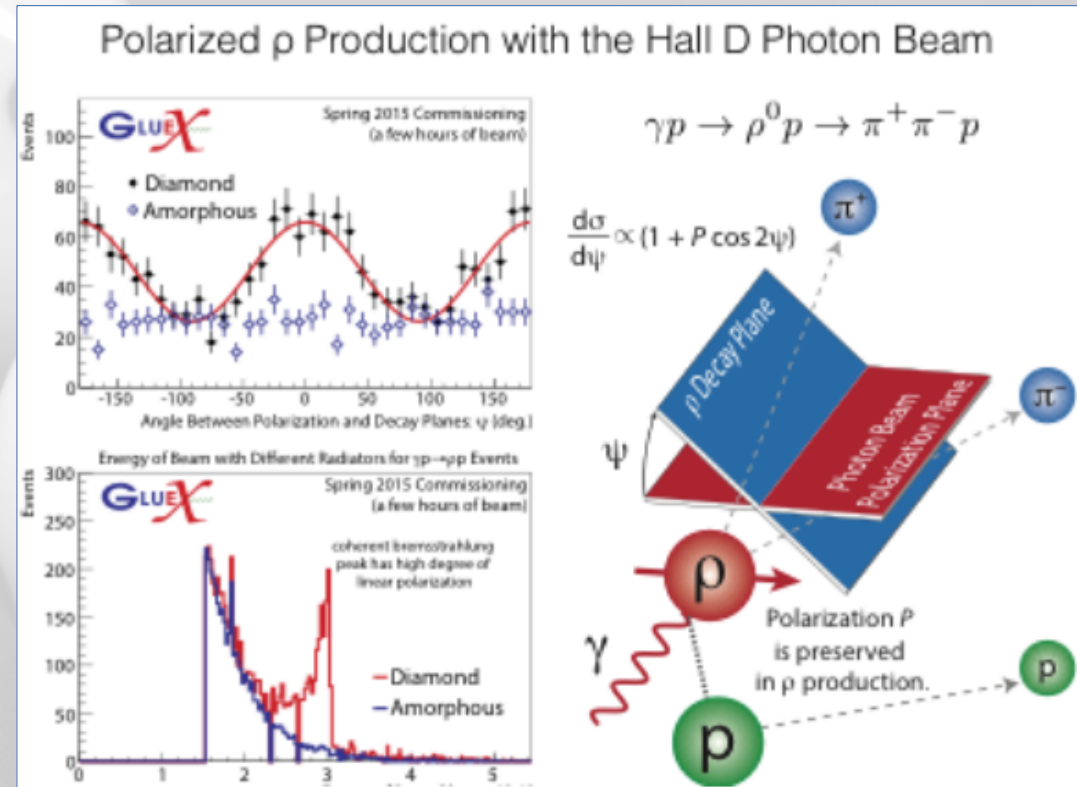 Polarized ρ Production with the Hall D Photon Beam
GLUEX
Spring 2015 Commissioning
(a few hours of beam)
Diamond
Amorphous
Events
100
80
60
40
20
0
-150 -100 -50 0 50 100 150
Angle Between Polarization and Decay Planes: ψ (deg.)
Energy of Beam with Different Radiators for γp→ρp Events
GLUEX
Spring 2015 Commissioning
(a few hours of beam)
coherent bremsstrahlung
peak has high degree of
linear polarization
Diamond
Amorphous
Events
300
250
200
150
100
50
0
0 1 2 3 4 5
γp → ρ⁰p → π⁺π⁻p
dσ/dψ ∝ (1 + P cos 2ψ)
π⁺
ρ Decay Plane
π⁻
Photon Beam
Polarization Plane
ψ
ρ
γ
Polarization P
is preserved
in ρ production.
p
p